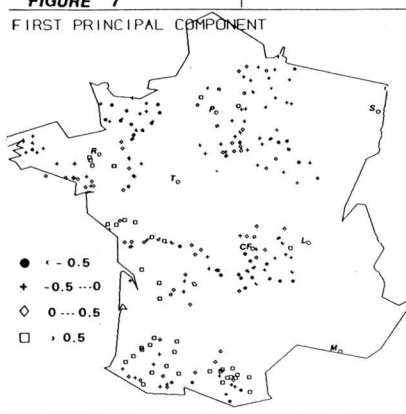 FIGURE 7
FIRST PRINCIPAL COMPONENT
P
S
R
T
L
CF
● < - 0.5
+ -0.5 ---0
◇ 0 ---0.5
□ > 0.5
M